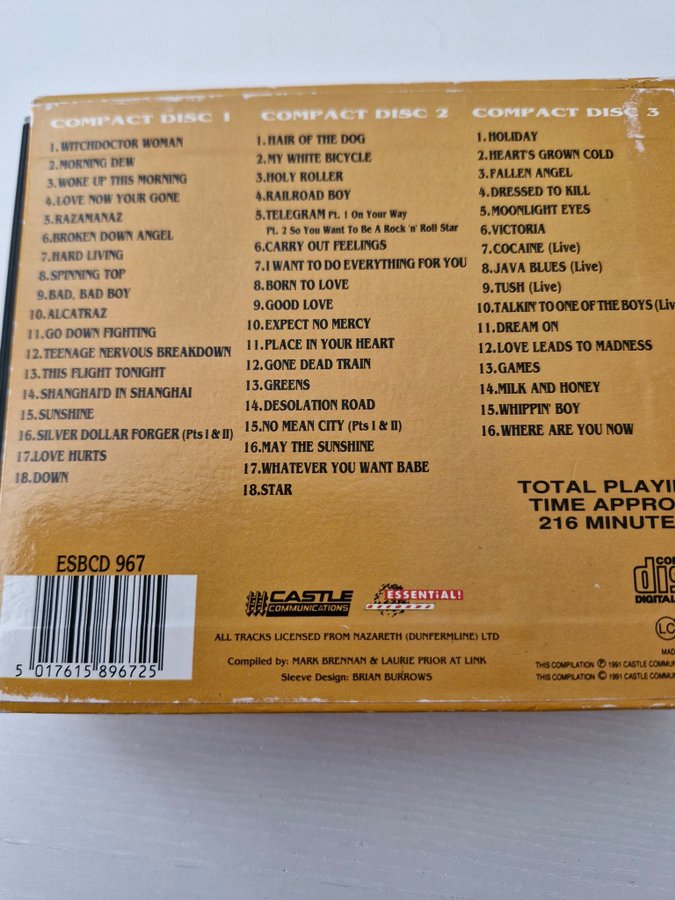 COMPACT DISC 1
1. WITCHDOCTOR WOMAN
2. MORNING DEW
3. WOKE UP THIS MORNING
4. LOVE NOW YOUR GONE
5. RAZAMANAZ
6. BROKEN DOWN ANGEL
7. HARD LIVING
8. SPINNING TOP
9. BAD, BAD BOY
10. ALCATRAZ
11. GO DOWN FIGHTING
12. TEENAGE NERVOUS BREAKDOWN
13. THIS FLIGHT TONIGHT
14. SHANGHAI'D IN SHANGHAI
15. SUNSHINE
16. SILVER DOLLAR FORGER (Pts I & II)
17. LOVE HURTS
18. DOWN
COMPACT DISC 2
1. HAIR OF THE DOG
2. MY WHITE BICYCLE
3. HOLY ROLLER
4. RAILROAD BOY
5. TELEGRAM Pt. 1 On Your Way
Pt. 2 So You Want To Be A Rock 'n' Roll Star
6. CARRY OUT FEELINGS
7. I WANT TO DO EVERYTHING FOR YOU
8. BORN TO LOVE
9. GOOD LOVE
10. EXPECT NO MERCY
11. PLACE IN YOUR HEART
12. GONE DEAD TRAIN
13. GREENS
14. DESOLATION ROAD
15. NO MEAN CITY (Pts I & II)
16. MAY THE SUNSHINE
17. WHATEVER YOU WANT BABE
18. STAR
COMPACT DISC 3
1. HOLIDAY
2. HEART'S GROWN COLD
3. FALLEN ANGEL
4. DRESSED TO KILL
5. MOONLIGHT EYES
6. VICTORIA
7. COCAINE (Live)
8. JAVA BLUES (Live)
9. TUSH (Live)
10. TALKIN' TO ONE OF THE BOYS (Liv
11. DREAM ON
12. LOVE LEADS TO MADNESS
13. GAMES
14. MILK AND HONEY
15. WHIPPIN' BOY
16. WHERE ARE YOU NOW
TOTAL PLAYI
TIME APPRO
216 MINUTE
ESBCD 967
5 017615 896725
CASTLE
COMMUNICATIONS
ESSENTiAL!
RECORDS
CO
dis
DIGITAL
LC
ALL TRACKS LICENSED FROM NAZARETH (DUNFERMLINE) LTD
Compiled by: MARK BRENNAN & LAURIE PRIOR AT LINK
Sleeve Design: BRIAN BURROWS
MAD
THIS COMPILATION ℗ 1991 CASTLE COMMU
THIS COMPILATION © 1991 CASTLE COMMU